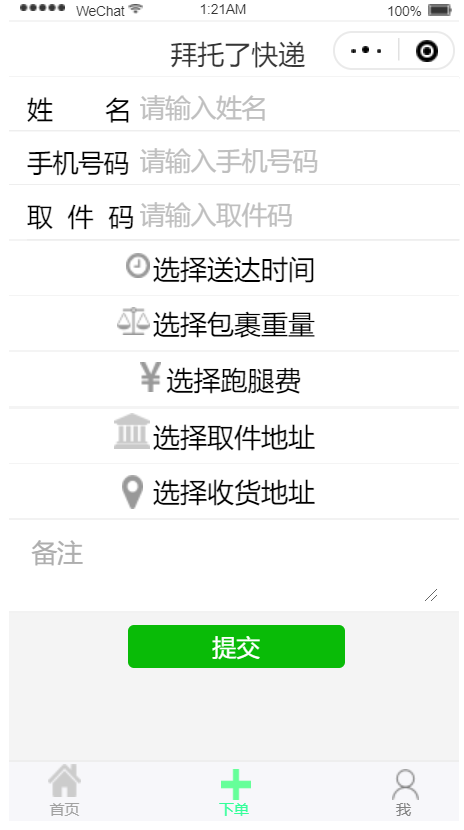 WeChat 1:21AM 100%
拜托了快递
姓 名 请输入姓名
手机号码 请输入手机号码
取 件 码 请输入取件码
选择送达时间
选择包裹重量
¥ 选择跑腿费
选择取件地址
选择收货地址
备注
提交
首页 下单 我